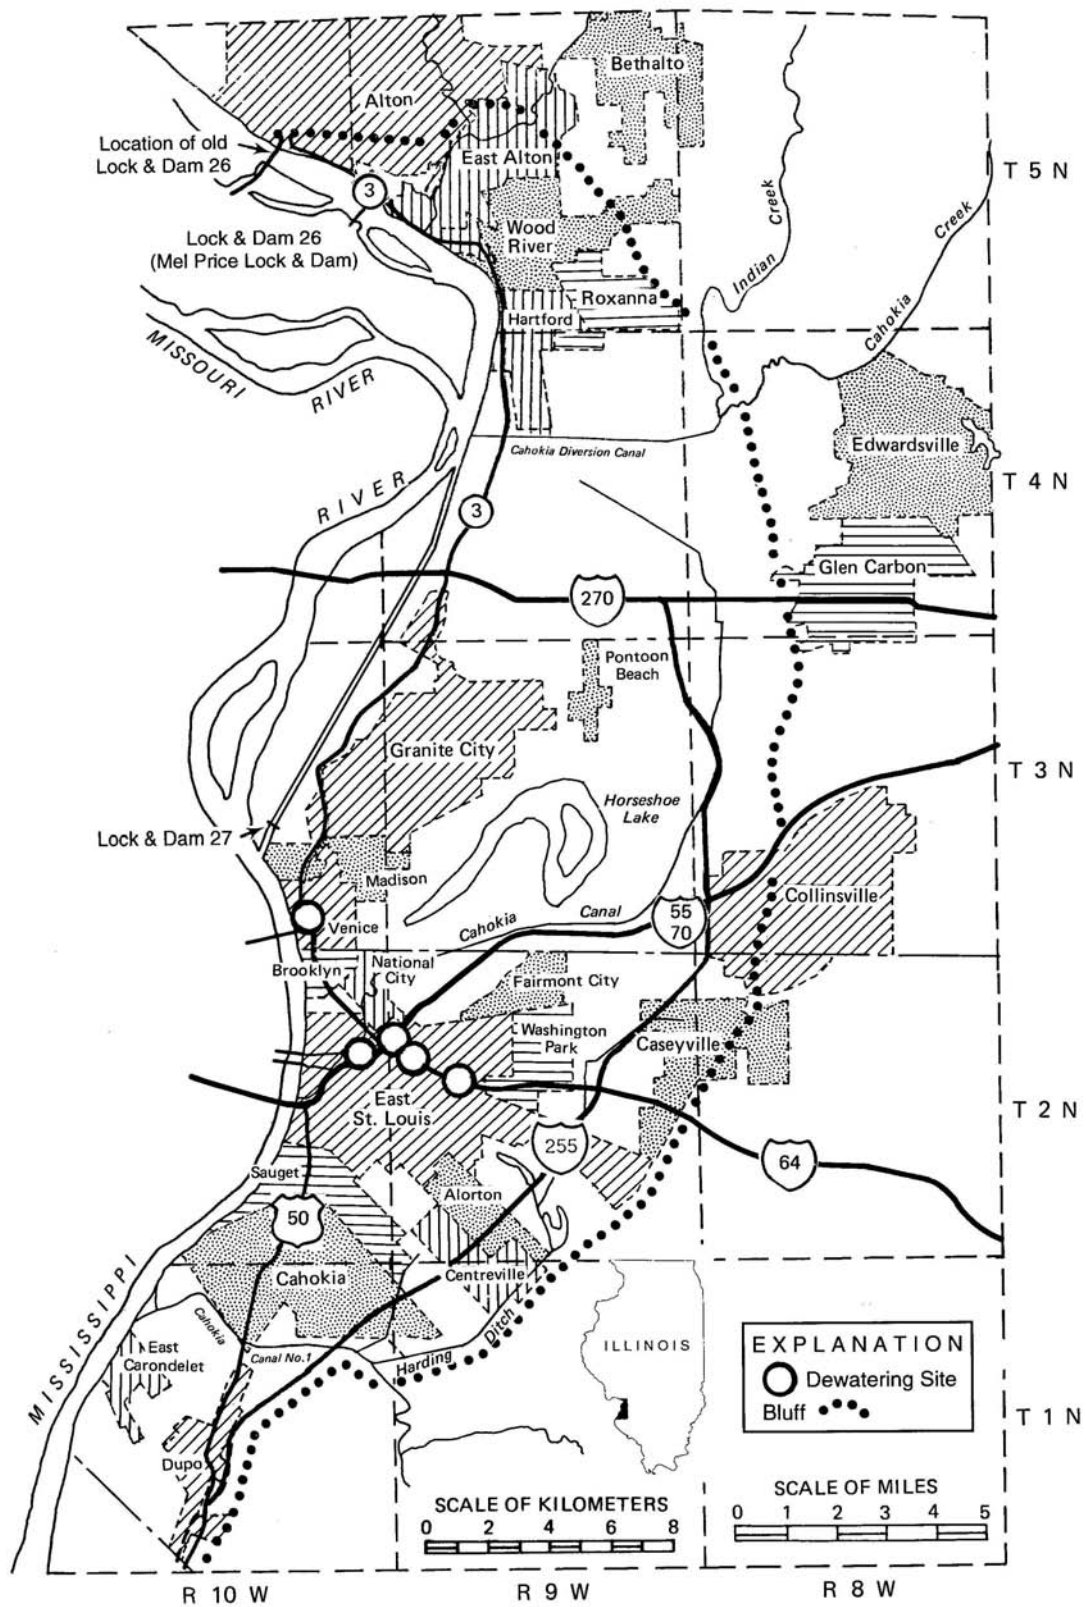 Bethalto
Alton
Location of old
Lock & Dam 26
East Alton
T 5 N
3
Indian Creek
Cahokia Creek
Wood
River
Lock & Dam 26
(Mel Price Lock & Dam)
Roxanna
Hartford
MISSOURI RIVER
Edwardsville
Cahokia Diversion Canal
T 4 N
RIVER
3
Glen Carbon
270
Pontoon
Beach
Granite City
T 3 N
Horseshoe
Lake
Lock & Dam 27
Madison
Collinsville
55
70
Cahokia Canal
Venice
National
City
Brooklyn
Fairmont City
Washington
Park
Caseyville
East
St. Louis
T 2 N
255
64
Sauget
Alorton
50
Cahokia
Centreville
MISSISSIPPI
Cahokia
Canal No.1
Harding Ditch
East
Carondelet
ILLINOIS
EXPLANATION
Dewatering Site
Bluff
T 1 N
Dupo
SCALE OF KILOMETERS
0 2 4 6 8
SCALE OF MILES
0 1 2 3 4 5
R 10 W
R 9 W
R 8 W